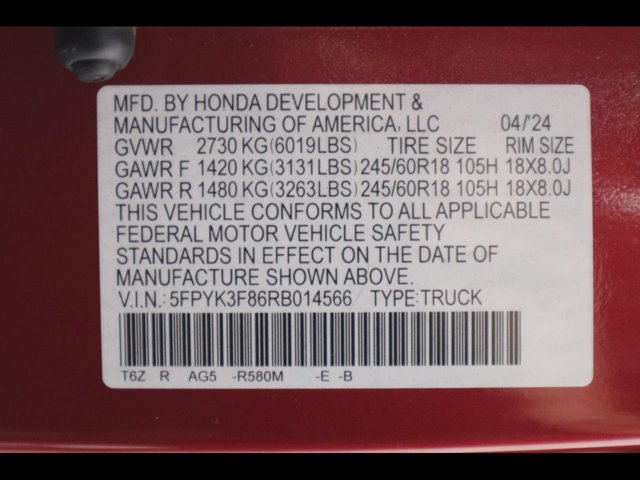 MFD. BY HONDA DEVELOPMENT &
MANUFACTURING OF AMERICA, LLC 04/'24
GVWR 2730 KG(6019LBS) TIRE SIZE RIM SIZE
GAWR F 1420 KG(3131LBS) 245/60R18 105H 18X8.0J
GAWR R 1480 KG(3263LBS) 245/60R18 105H 18X8.0J
THIS VEHICLE CONFORMS TO ALL APPLICABLE
FEDERAL MOTOR VEHICLE SAFETY
STANDARDS IN EFFECT ON THE DATE OF
MANUFACTURE SHOWN ABOVE.
V.I.N.: 5FPYK3F86RB014566 TYPE:TRUCK
T6Z R AG5 -R580M -E -B